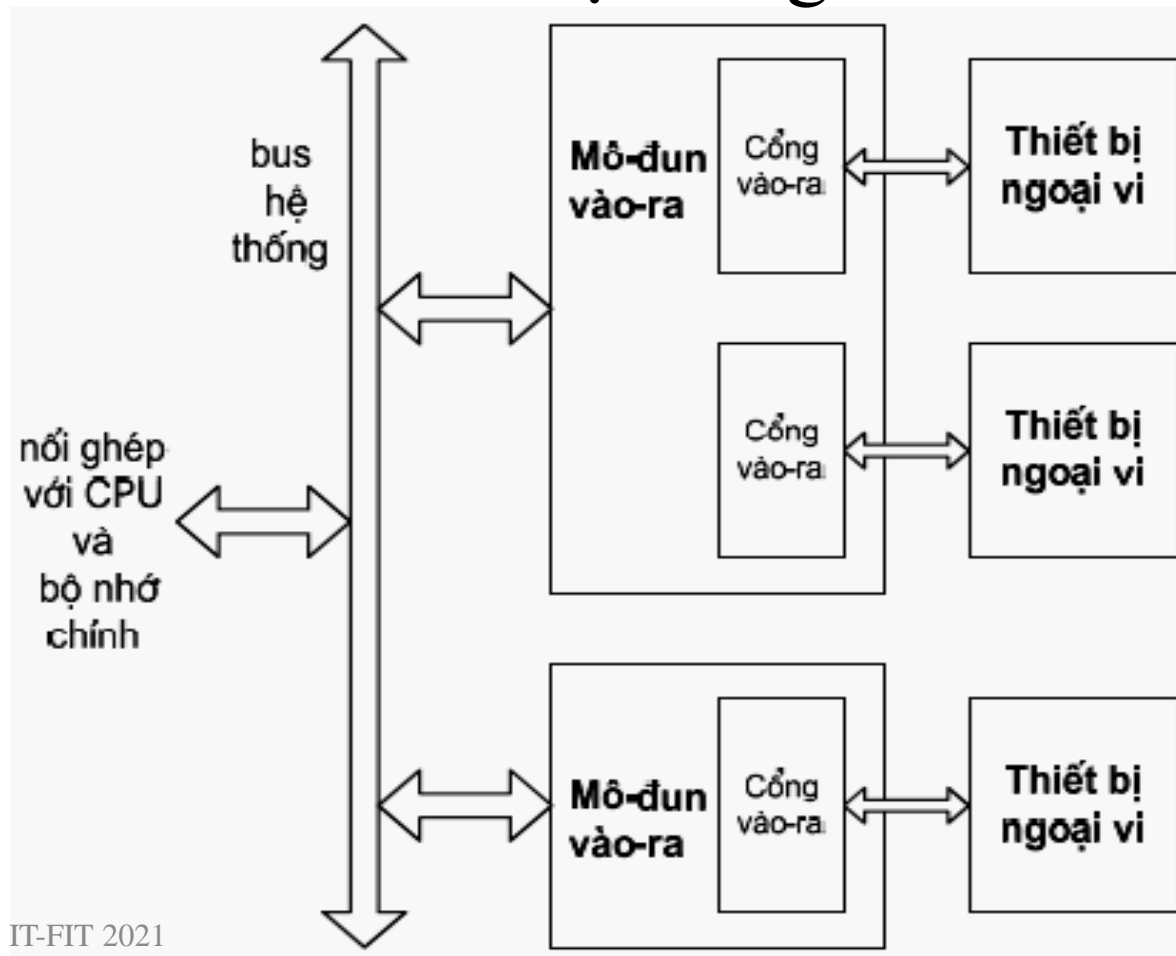 bus
hệ
thống
Mô-đun
vào-ra
Cổng
vào-ra
Thiết bị
ngoại vi
Cổng
vào-ra
Thiết bị
ngoại vi
nối ghép
với CPU
và
bộ nhớ
chính
Mô-đun
vào-ra
Cổng
vào-ra
Thiết bị
ngoại vi
IT-FIT 2021